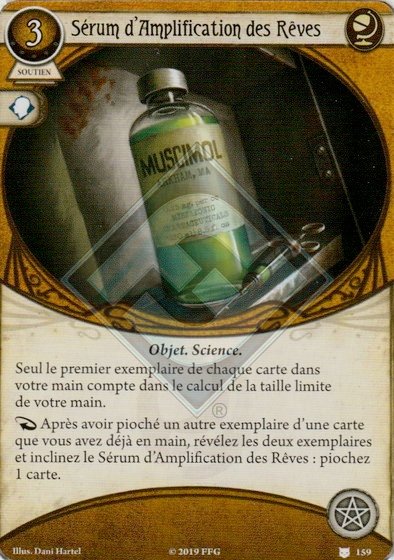 3
Sérum d'Amplification des Rêves
SOUTIEN
MUSCIMOL
ARKHAM, MA
Objet. Science.
Seul le premier exemplaire de chaque carte dans
votre main compte dans le calcul de la taille limite
de votre main.
Après avoir pioché un autre exemplaire d'une carte
que vous avez déjà en main, révélez les deux exemplaires
et inclinez le Sérum d'Amplification des Rêves : piochez
1 carte.
®
Illus. Dani Hartel
© 2019 FFG
159